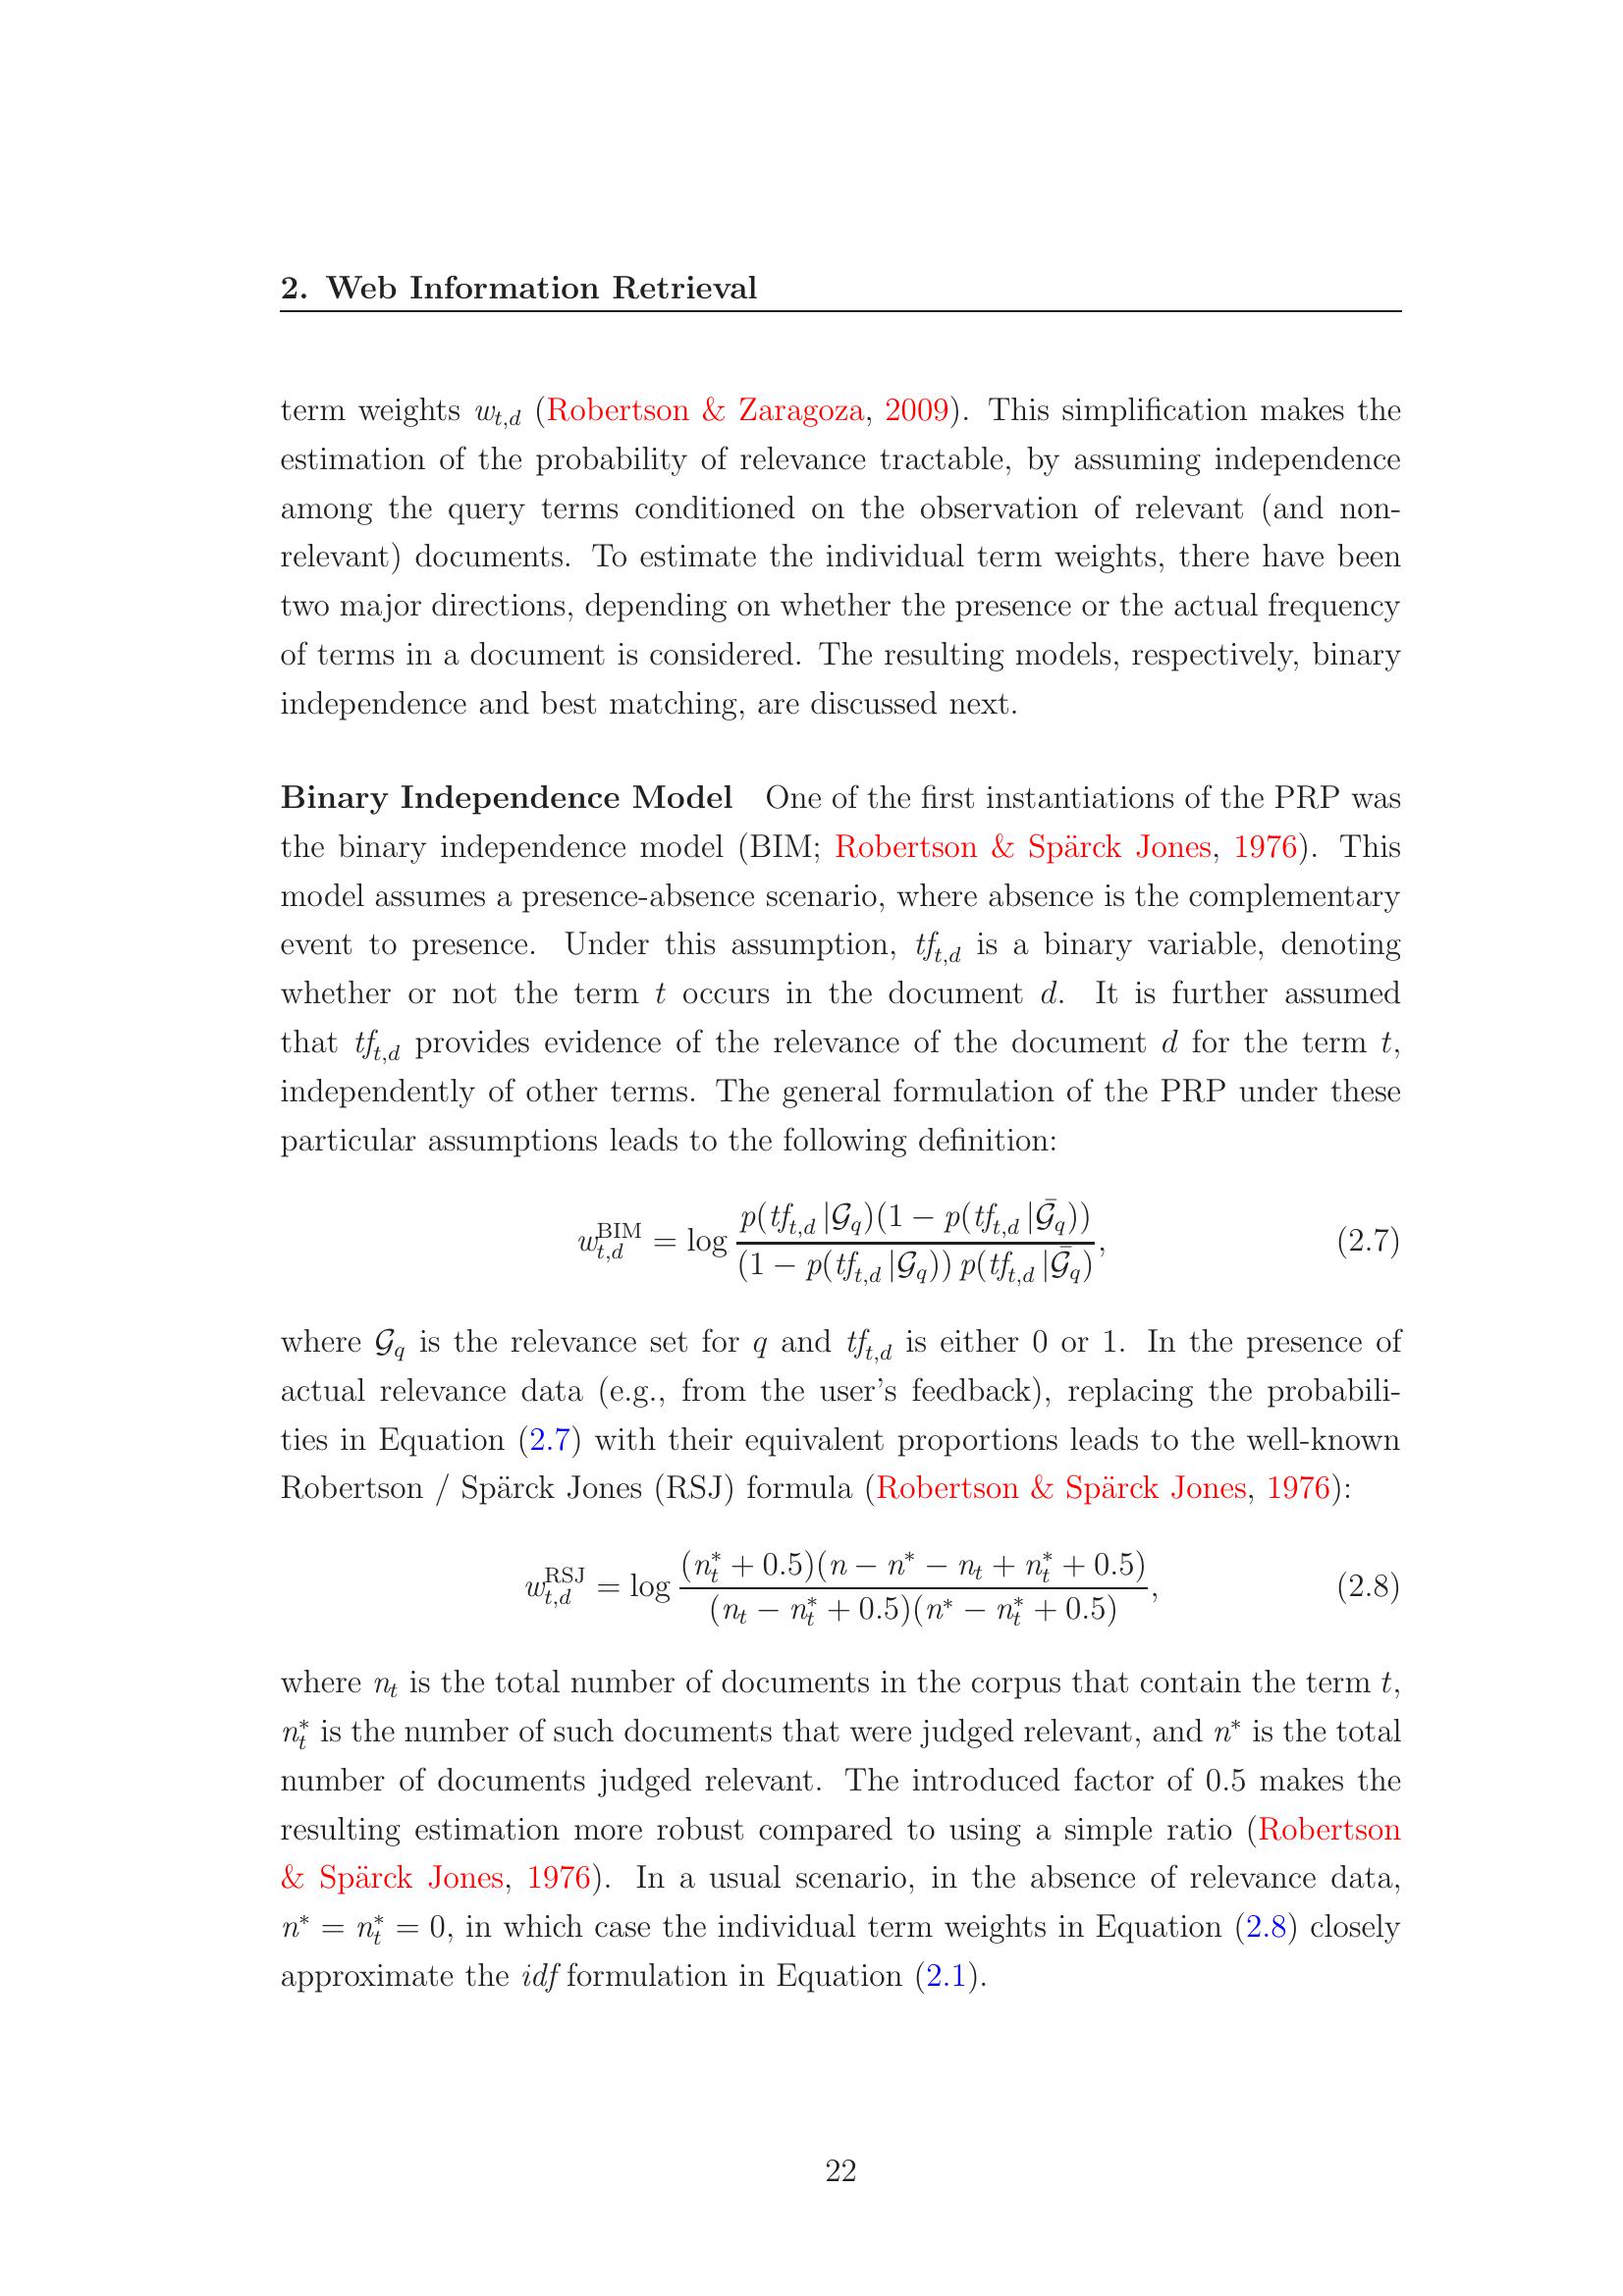 2. Web Information Retrieval
term weights w_{t,d} (Robertson & Zaragoza, 2009). This simplification makes the
estimation of the probability of relevance tractable, by assuming independence
among the query terms conditioned on the observation of relevant (and non-
relevant) documents. To estimate the individual term weights, there have been
two major directions, depending on whether the presence or the actual frequency
of terms in a document is considered. The resulting models, respectively, binary
independence and best matching, are discussed next.
Binary Independence Model One of the first instantiations of the PRP was
the binary independence model (BIM; Robertson & Spärck Jones, 1976). This
model assumes a presence-absence scenario, where absence is the complementary
event to presence. Under this assumption, tf_{t,d} is a binary variable, denoting
whether or not the term t occurs in the document d. It is further assumed
that tf_{t,d} provides evidence of the relevance of the document d for the term t,
independently of other terms. The general formulation of the PRP under these
particular assumptions leads to the following definition:
w_{t,d}^{BIM} = \log \frac{p(tf_{t,d} | \mathcal{G}_q)(1 - p(tf_{t,d} | \bar{\mathcal{G}}_q))}{(1 - p(tf_{t,d} | \mathcal{G}_q)) p(tf_{t,d} | \bar{\mathcal{G}}_q)}, (2.7)
where \mathcal{G}_q is the relevance set for q and tf_{t,d} is either 0 or 1. In the presence of
actual relevance data (e.g., from the user's feedback), replacing the probabili-
ties in Equation (2.7) with their equivalent proportions leads to the well-known
Robertson / Spärck Jones (RSJ) formula (Robertson & Spärck Jones, 1976):
w_{t,d}^{RSJ} = \log \frac{(n_t^* + 0.5)(n - n^* - n_t + n_t^* + 0.5)}{(n_t - n_t^* + 0.5)(n^* - n_t^* + 0.5)}, (2.8)
where n_t is the total number of documents in the corpus that contain the term t,
n_t^* is the number of such documents that were judged relevant, and n^* is the total
number of documents judged relevant. The introduced factor of 0.5 makes the
resulting estimation more robust compared to using a simple ratio (Robertson
& Spärck Jones, 1976). In a usual scenario, in the absence of relevance data,
n^* = n_t^* = 0, in which case the individual term weights in Equation (2.8) closely
approximate the idf formulation in Equation (2.1).
22